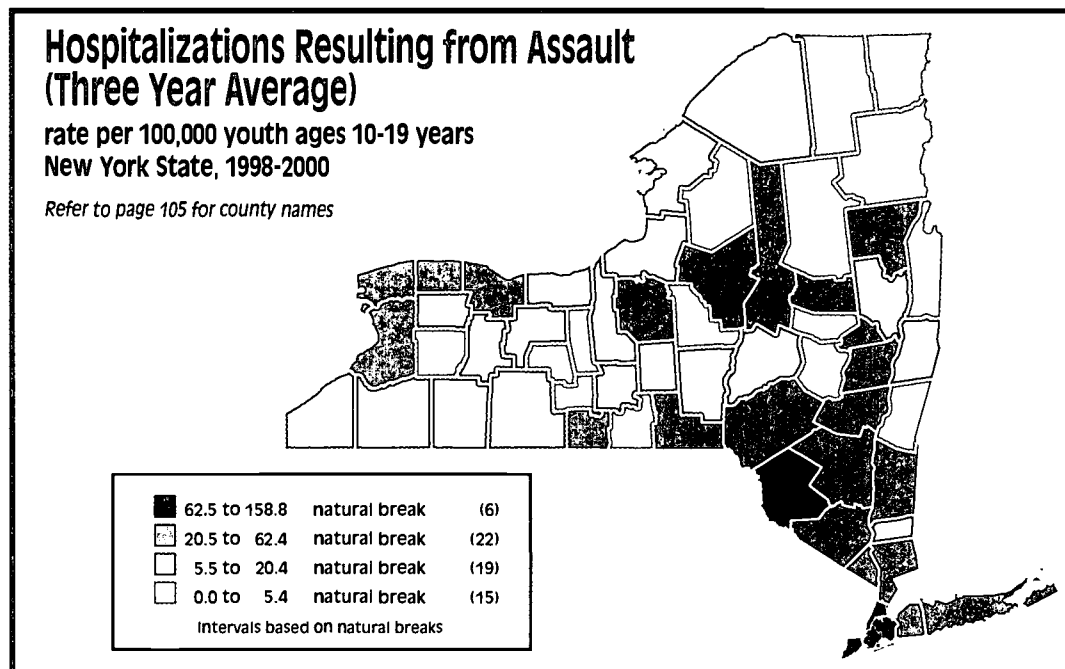 Hospitalizations Resulting from Assault
(Three Year Average)
rate per 100,000 youth ages 10-19 years
New York State, 1998-2000
Refer to page 105 for county names
62.5 to 158.8 natural break (6)
20.5 to 62.4 natural break (22)
5.5 to 20.4 natural break (19)
0.0 to 5.4 natural break (15)
Intervals based on natural breaks